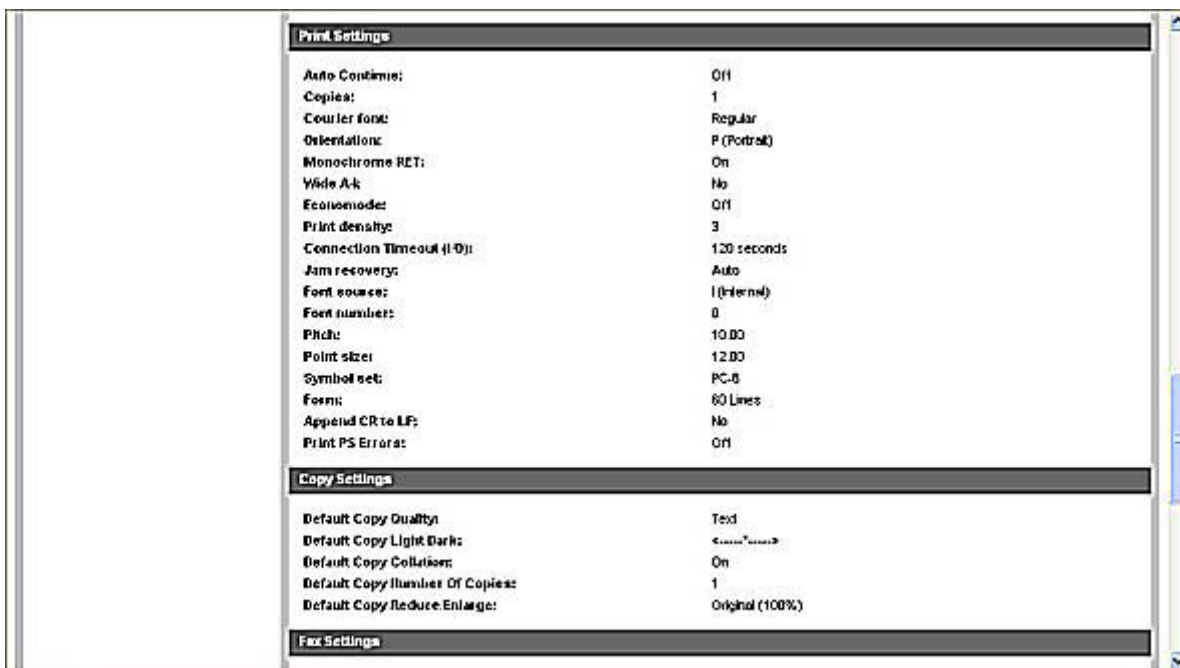 Print Settings
Auto Continue: Off
Copies: 1
Courier font: Regular
Orientation: P (Portrait)
Monochrome RET: On
Wide A4: No
Economode: Off
Print density: 3
Connection Timeout (I/O): 120 seconds
Jam recovery: Auto
Font source: I (Internal)
Font number: 0
Pitch: 10.00
Point size: 12.00
Symbol set: PC-8
Form: 60 Lines
Append CR to LF: No
Print PS Errors: Off
Copy Settings
Default Copy Quality: Text
Default Copy Light Dark: <-----*----->
Default Copy Collation: On
Default Copy Number Of Copies: 1
Default Copy Reduce/Enlarge: Original (100%)
Fax Settings